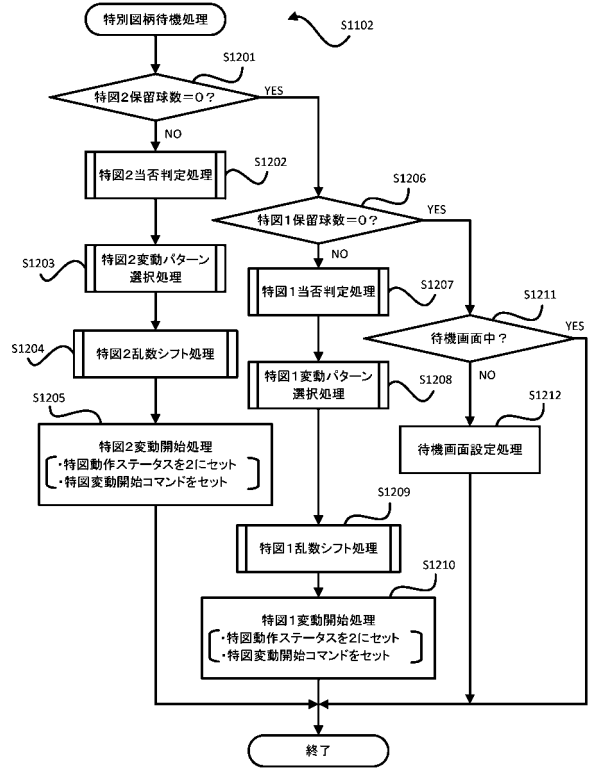 特別図柄待機処理
S1102
S1201
特図2保留球数＝0？
YES
NO
S1202
特図2当否判定処理
S1206
特図1保留球数＝0？
YES
NO
S1203
特図2変動パターン
選択処理
S1207
特図1当否判定処理
S1211
待機画面中？
YES
NO
S1204
特図2乱数シフト処理
S1208
特図1変動パターン
選択処理
S1205
特図2変動開始処理
・特図動作ステータスを2にセット
・特図変動開始コマンドをセット
S1212
待機画面設定処理
S1209
特図1乱数シフト処理
S1210
特図1変動開始処理
・特図動作ステータスを2にセット
・特図変動開始コマンドをセット
終了